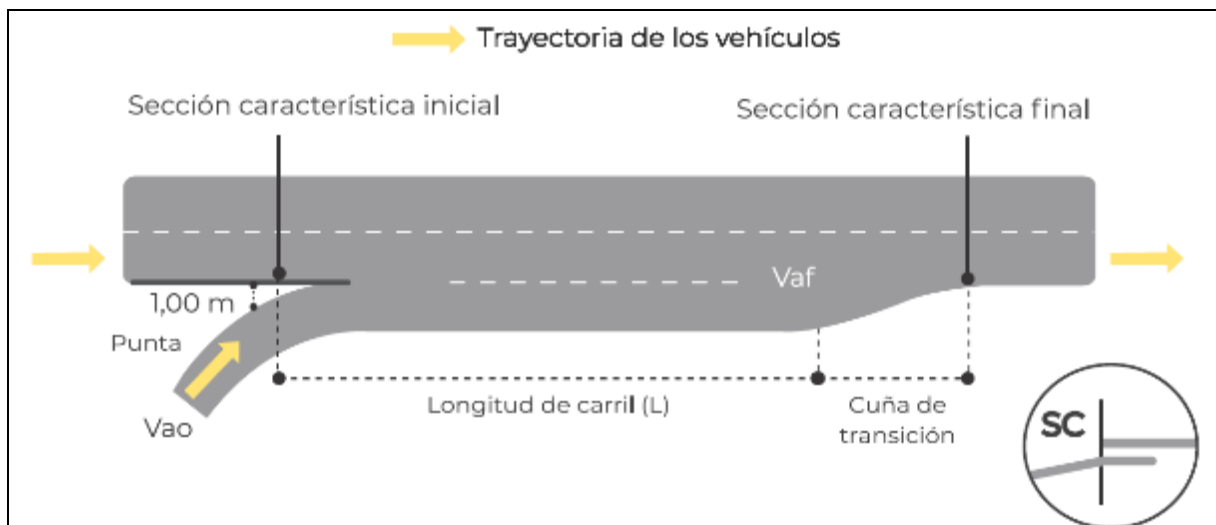 Trayectoria de los vehículos
Sección característica inicial
Sección característica final
Vaf
1,00 m
Punta
Vao
Longitud de carril (L)
Cuña de
transición
SC